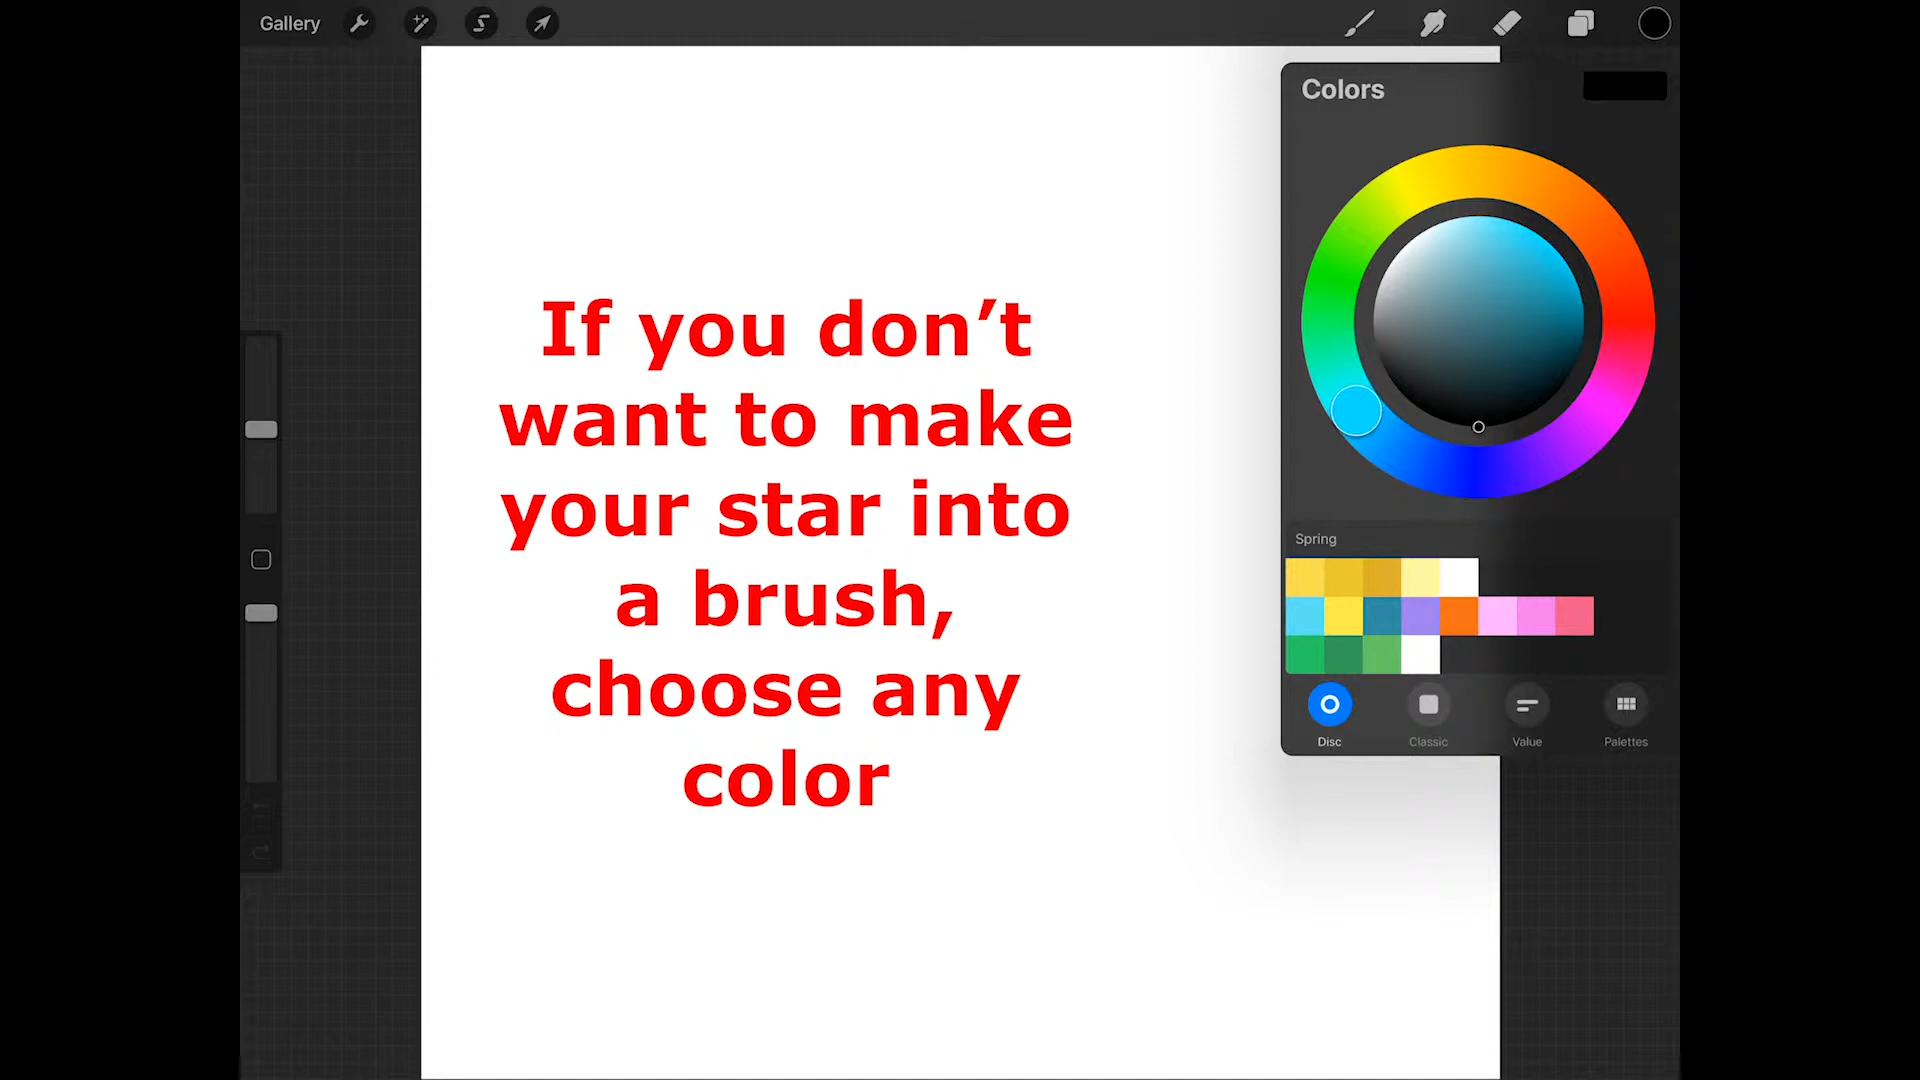 Gallery
Colors
If you don’t
want to make
your star into
a brush,
choose any
color
Spring
Disc
Classic
Value
Palettes